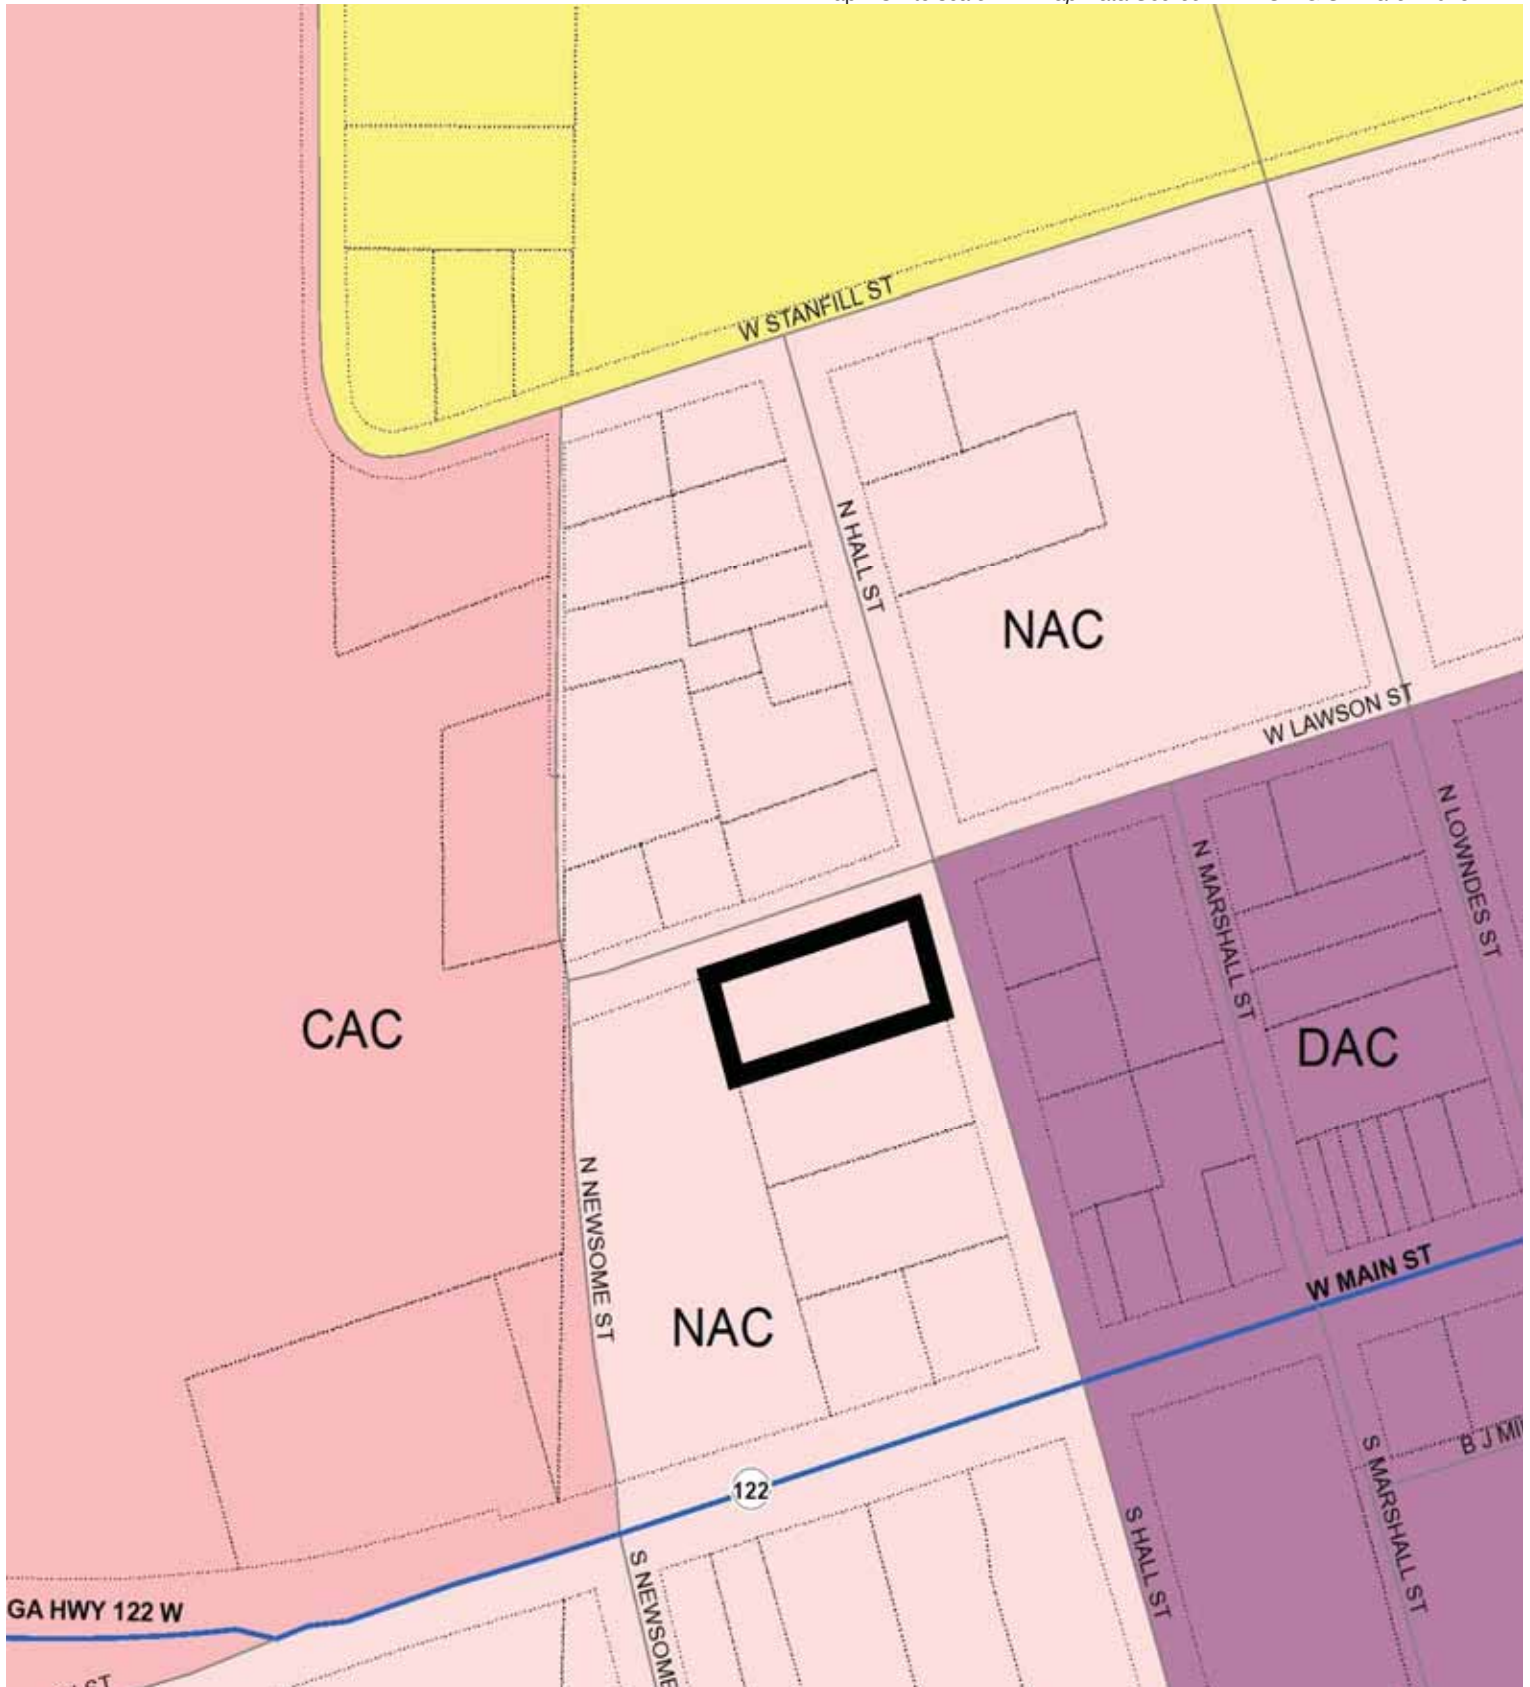 W STANFILL ST
N HALL ST
NAC
W LAWSON ST
N LOWNDES ST
N MARSHALL ST
CAC
DAC
N NEWSOME ST
NAC
W MAIN ST
122
S HALL ST
S MARSHALL ST
B J
S NEWSOME
GA HWY 122 W
ST